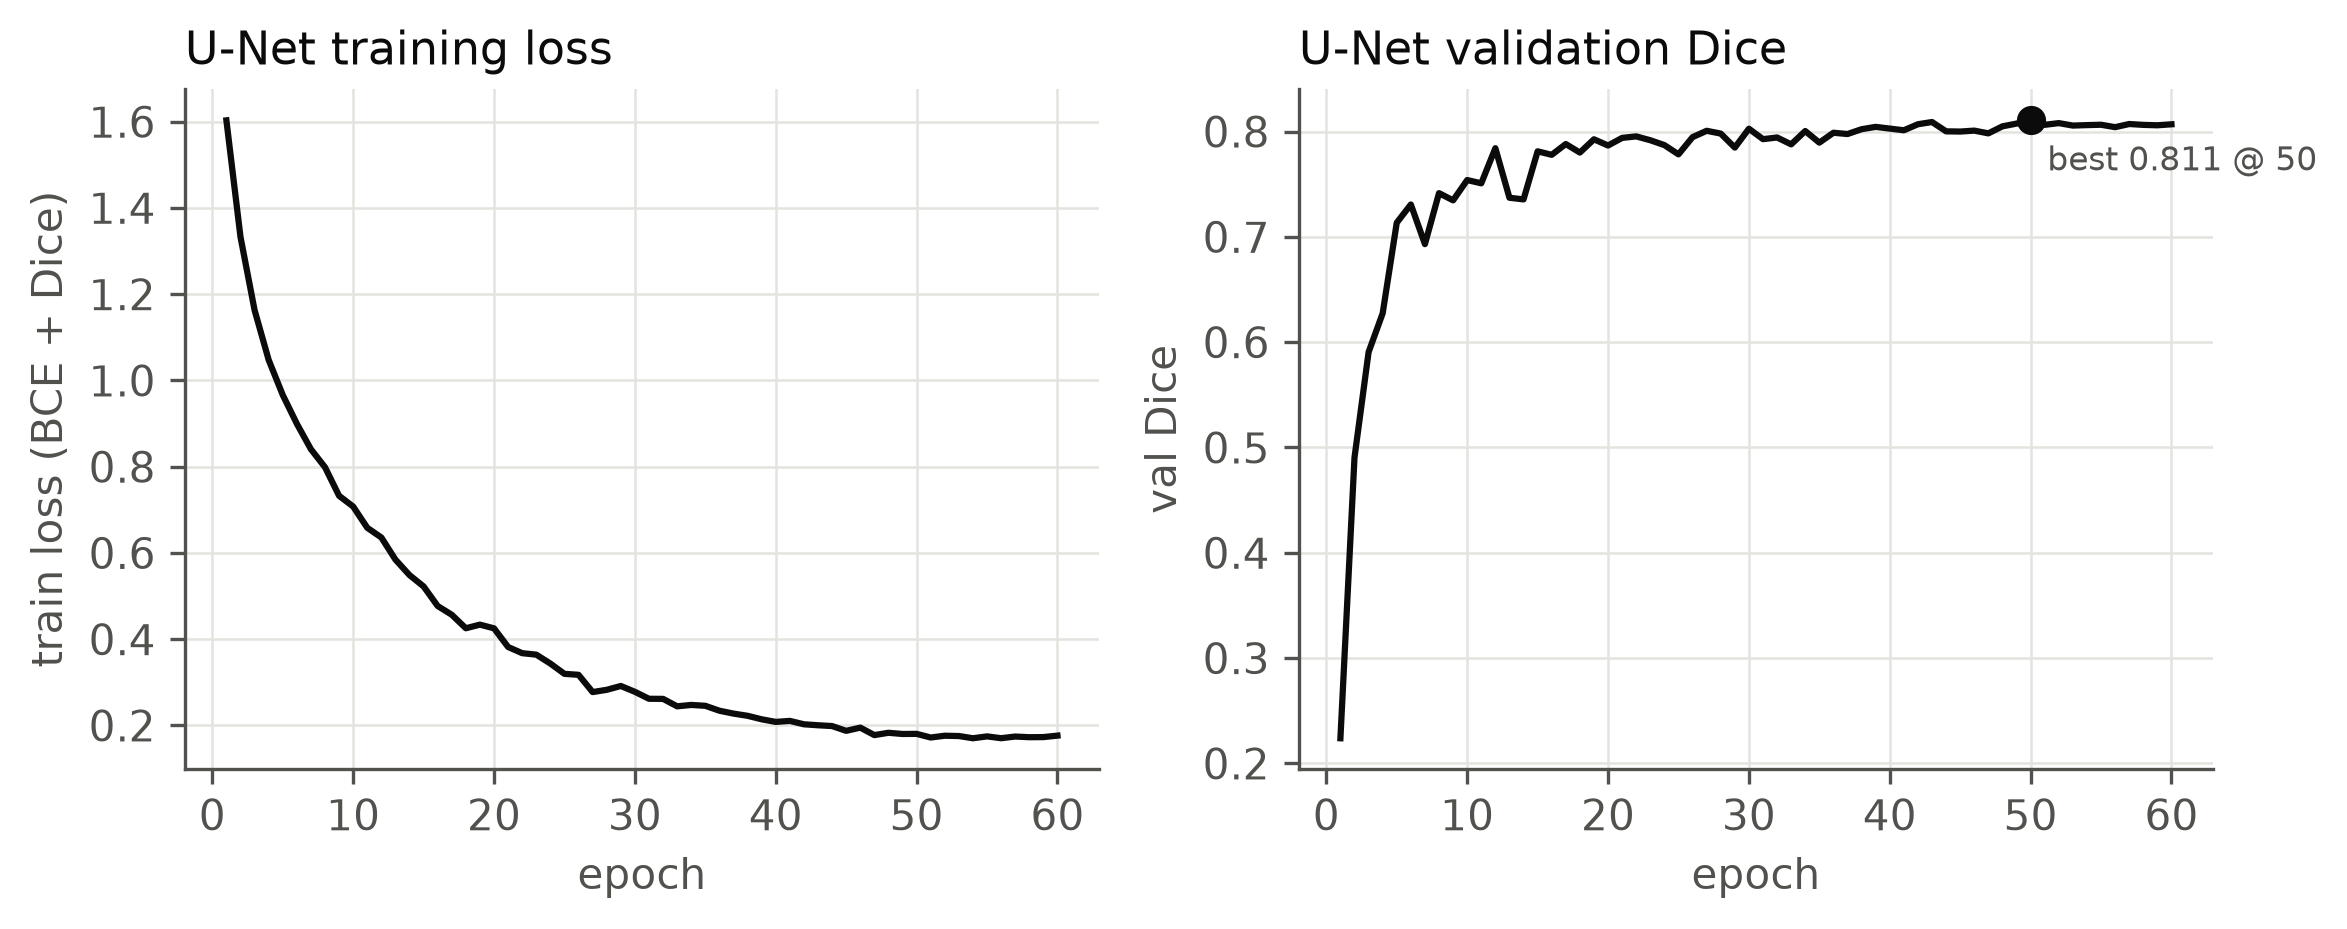 U-Net training loss
train loss (BCE + Dice)
1.6
1.4
1.2
1.0
0.8
0.6
0.4
0.2
0 10 20 30 40 50 60
epoch
U-Net validation Dice
val Dice
0.8
0.7
0.6
0.5
0.4
0.3
0.2
best 0.811 @ 50
0 10 20 30 40 50 60
epoch